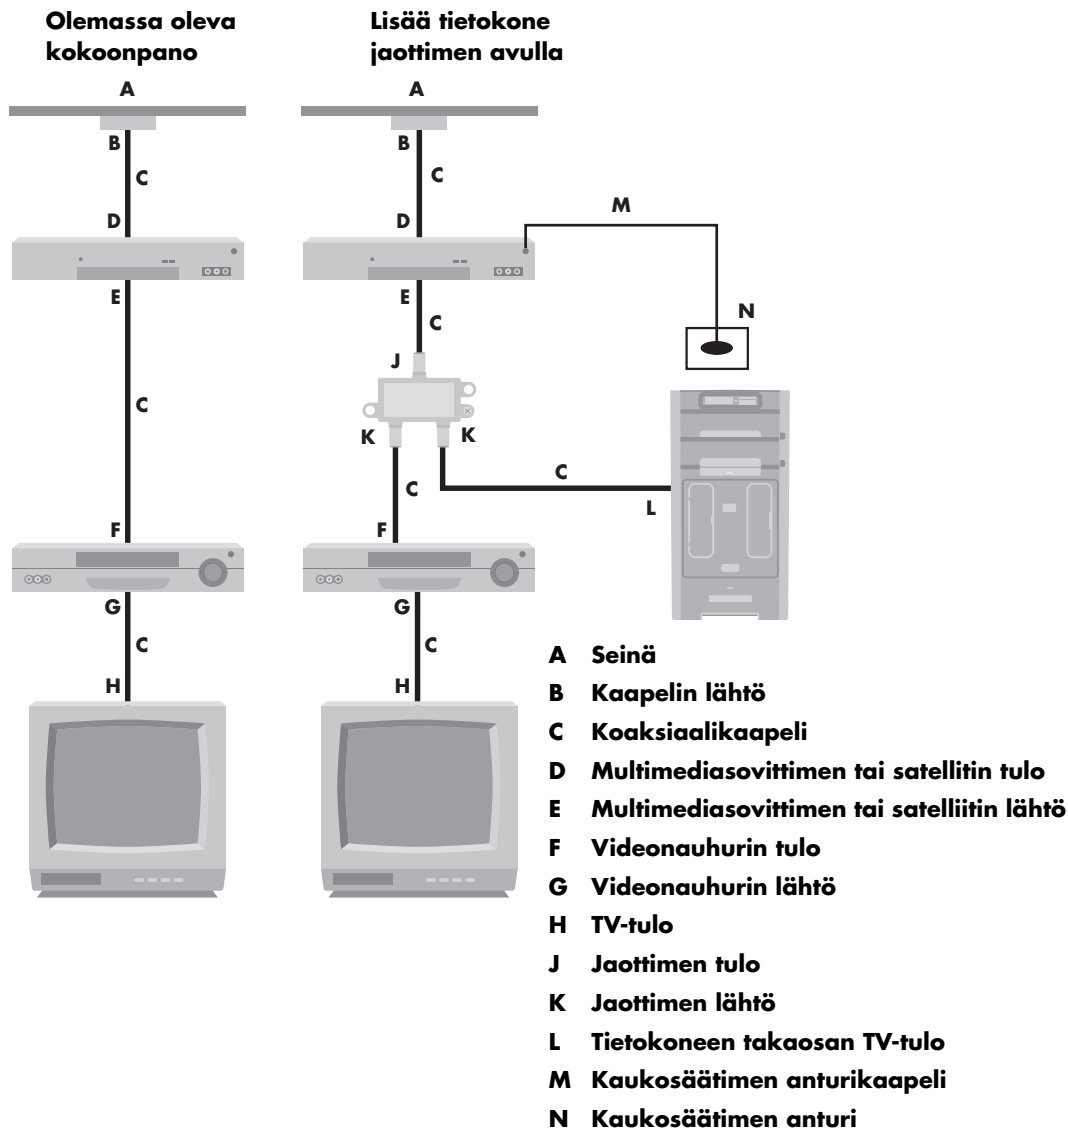 Olemassa oleva
kokoonpano
A
B
C
D
E
C
F
G
C
H
Lisää tietokone
jaottimen avulla
A
B
C
D
M
E
C
N
J
K
K
C
C
L
F
G
C
H
A Seinä
B Kaapelin lähtö
C Koaksiaalikaapeli
D Multimediasovittimen tai satellitin tulo
E Multimediasovittimen tai satelliitin lähtö
F Videonauhurin tulo
G Videonauhurin lähtö
H TV-tulo
J Jaottimen tulo
K Jaottimen lähtö
L Tietokoneen takaosan TV-tulo
M Kaukosäätimen anturikaapeli
N Kaukosäätimen anturi